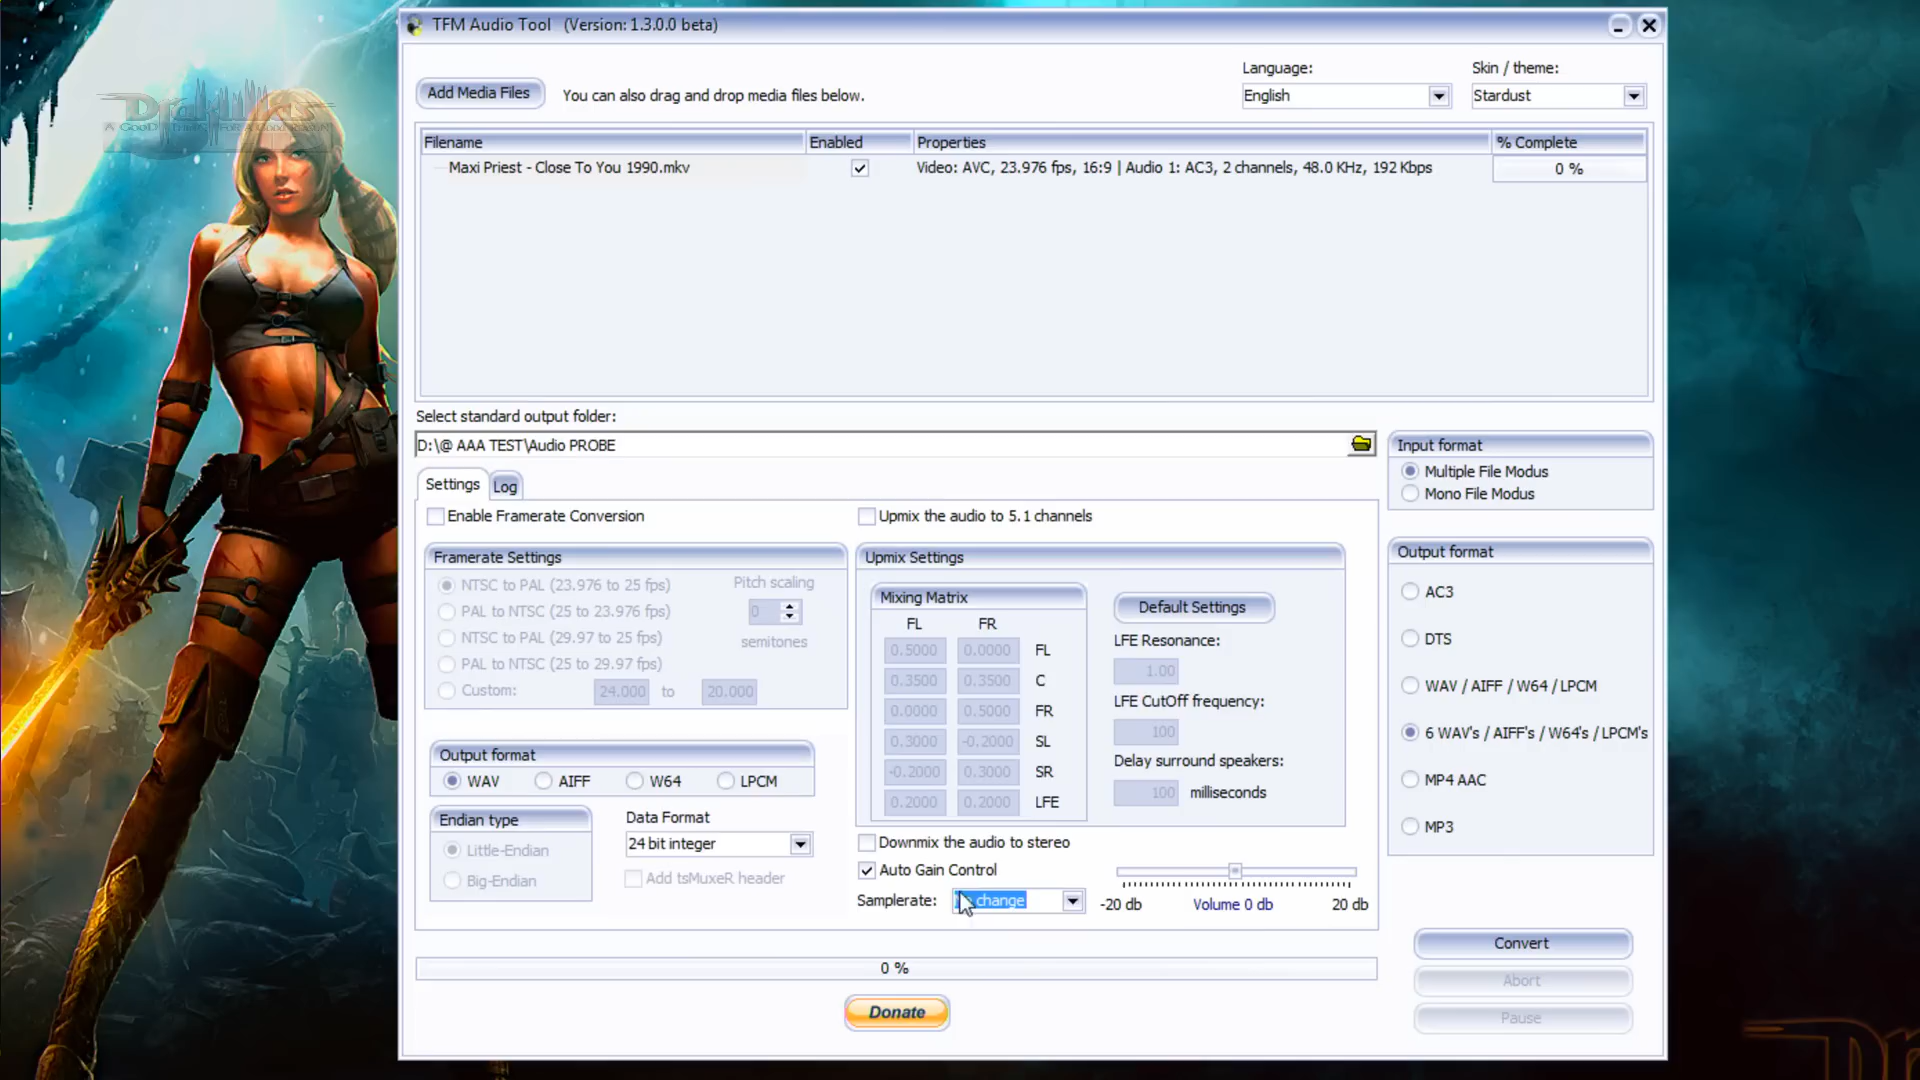 TFM Audio Tool (Version: 1.3.0.0 beta)
Language:
Skin / theme:
Add Media Files
You can also drag and drop media files below.
English
Stardust
Filename
Enabled
Properties
% Complete
Maxi Priest - Close To You 1990.mkv
Video: AVC, 23.976 fps, 16:9 | Audio 1: AC3, 2 channels, 48.0 KHz, 192 Kbps
0 %
Select standard output folder:
D:\@ AAA TEST\Audio PROBE
Settings
Log
Enable Framerate Conversion
Framerate Settings
NTSC to PAL (23.976 to 25 fps)
PAL to NTSC (25 to 23.976 fps)
NTSC to PAL (29.97 to 25 fps)
PAL to NTSC (25 to 29.97 fps)
Custom:
24.000
to
20.000
Pitch scaling
0
semitones
Output format
WAV
AIFF
W64
LPCM
Endian type
Little-Endian
Big-Endian
Data Format
24 bit integer
Add tsMuxeR header
Upmix the audio to 5.1 channels
Upmix Settings
Mixing Matrix
FL FR
0.5000 0.0000 FL
0.3500 0.3500 C
0.0000 0.5000 FR
0.3000 -0.2000 SL
-0.2000 0.3000 SR
0.2000 0.2000 LFE
Default Settings
LFE Resonance:
1.00
LFE CutOff frequency:
100
Delay surround speakers:
100 milliseconds
Downmix the audio to stereo
Auto Gain Control
Samplerate:
change
-20 db
Volume 0 db
20 db
Input format
Multiple File Modus
Mono File Modus
Output format
AC3
DTS
WAV / AIFF / W64 / LPCM
6 WAV's / AIFF's / W64's / LPCM's
MP4 AAC
MP3
Convert
Abort
Pause
0 %
Donate